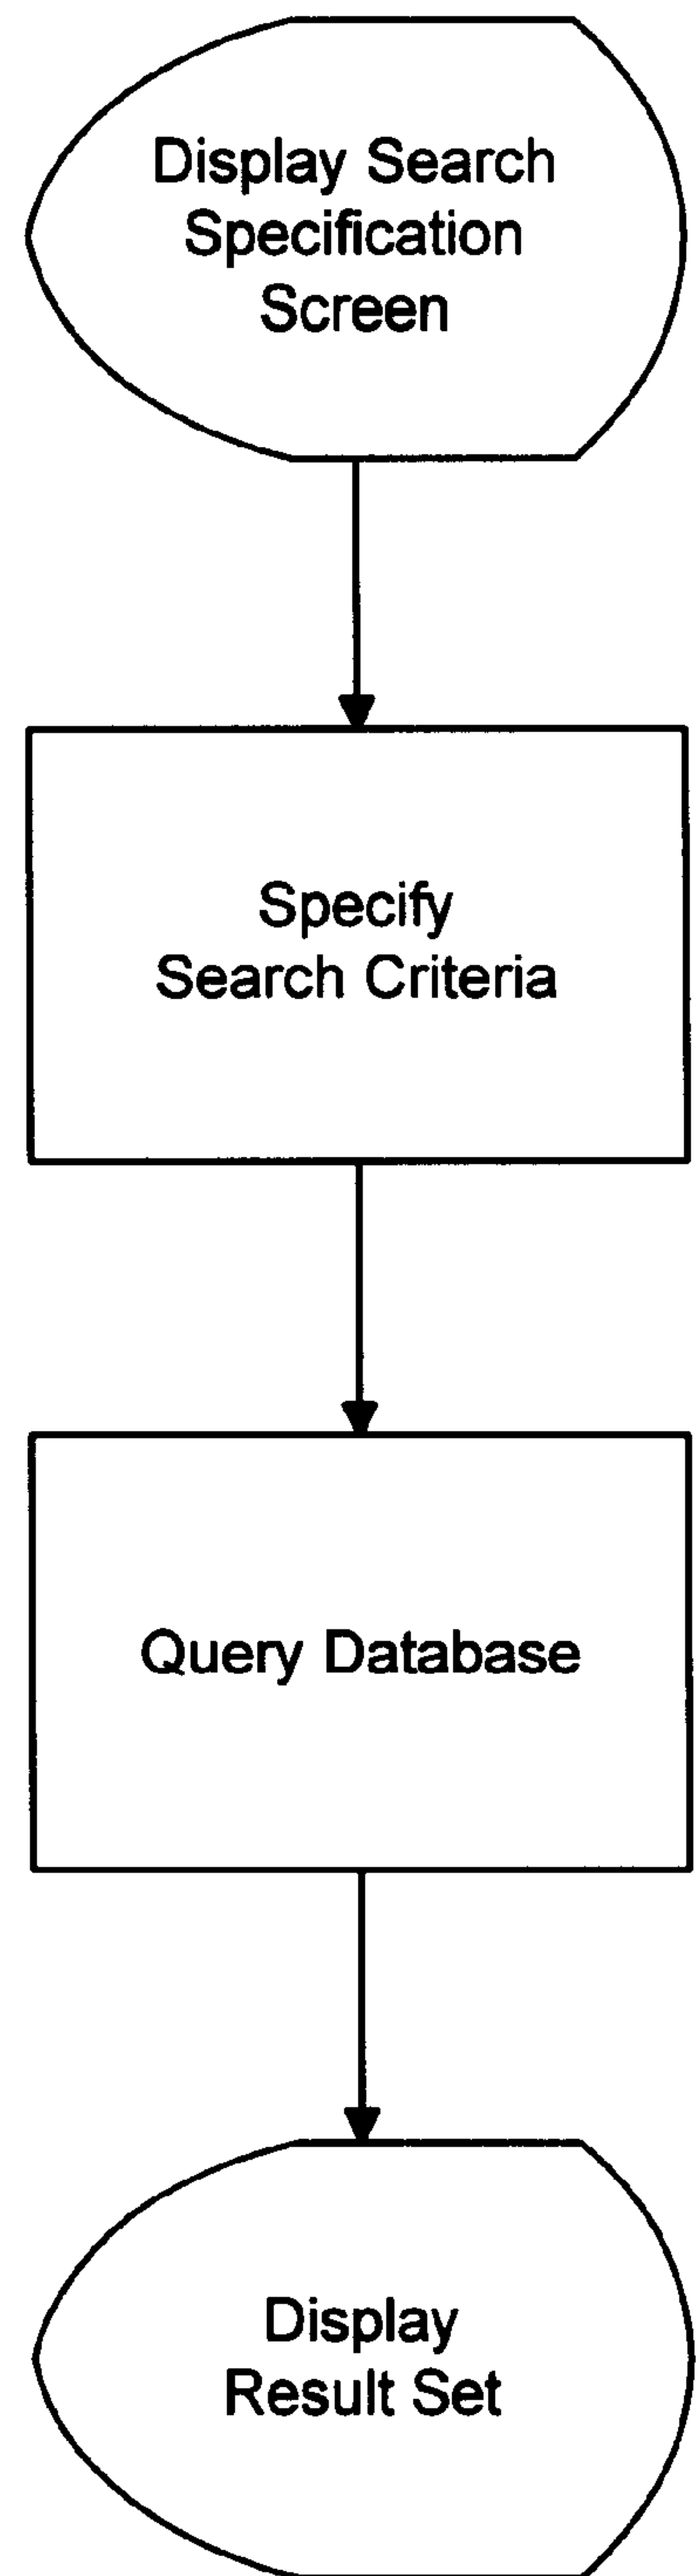 Display Search
Specification
Screen
Specify
Search Criteria
Query Database
Display
Result Set